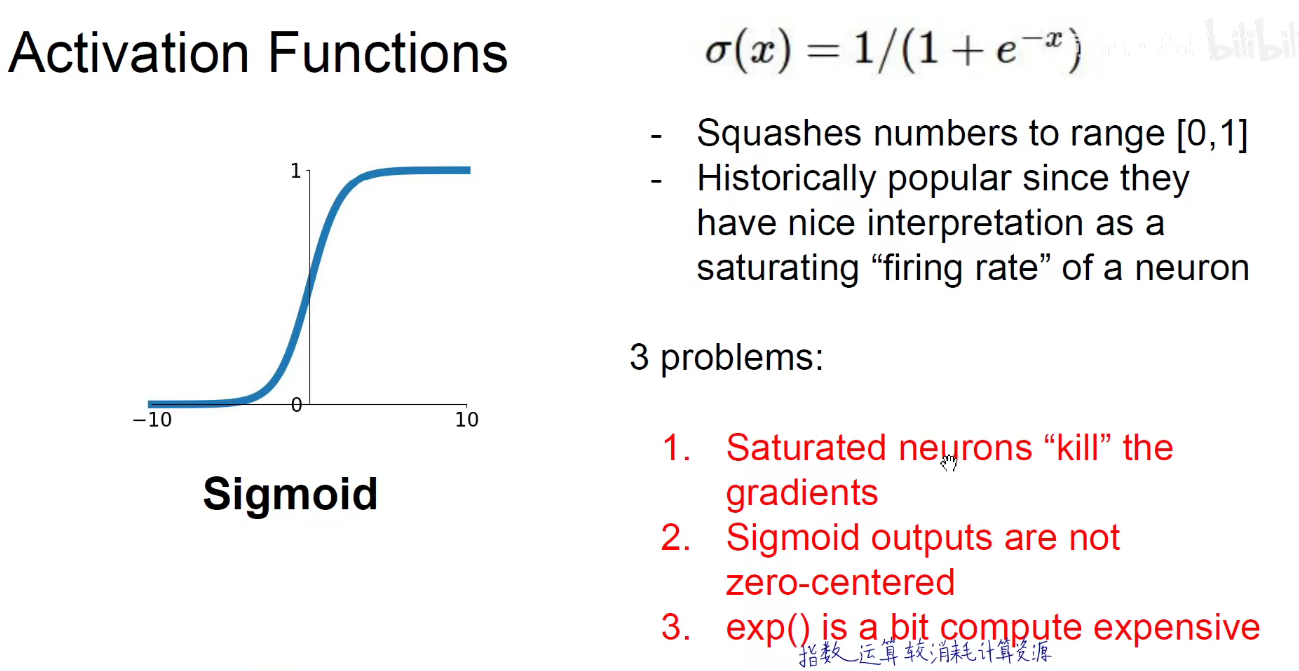 Activation Functions
σ(x) = 1/(1 + e⁻ˣ)
bilibili
- Squashes numbers to range [0,1]
- Historically popular since they
have nice interpretation as a
saturating “firing rate” of a neuron
1
0
−10
10
Sigmoid
3 problems:
1. Saturated neurons “kill” the
gradients
2. Sigmoid outputs are not
zero-centered
3. exp() is a bit compute expensive
指数运算较消耗计算资源